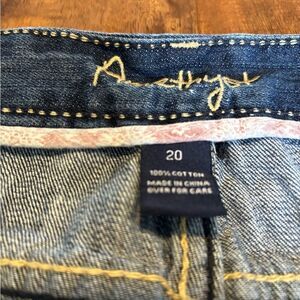 Amethyst
20
100% COTTON
MADE IN CHINA
OVER FOR CARE